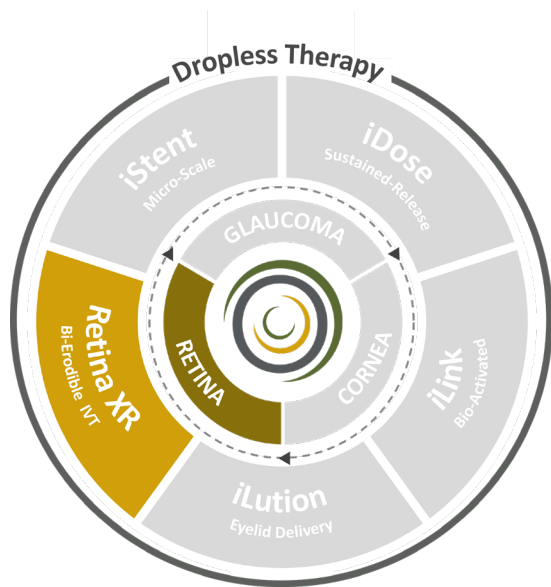 Dropless Therapy
iStent
Micro-Scale
iDose
Sustained-Release
GLAUCOMA
RETINA
CORNEA
Retina XR
Bi-Erodible IVT
iLink
Bio-Activated
iLution
Eyelid Delivery